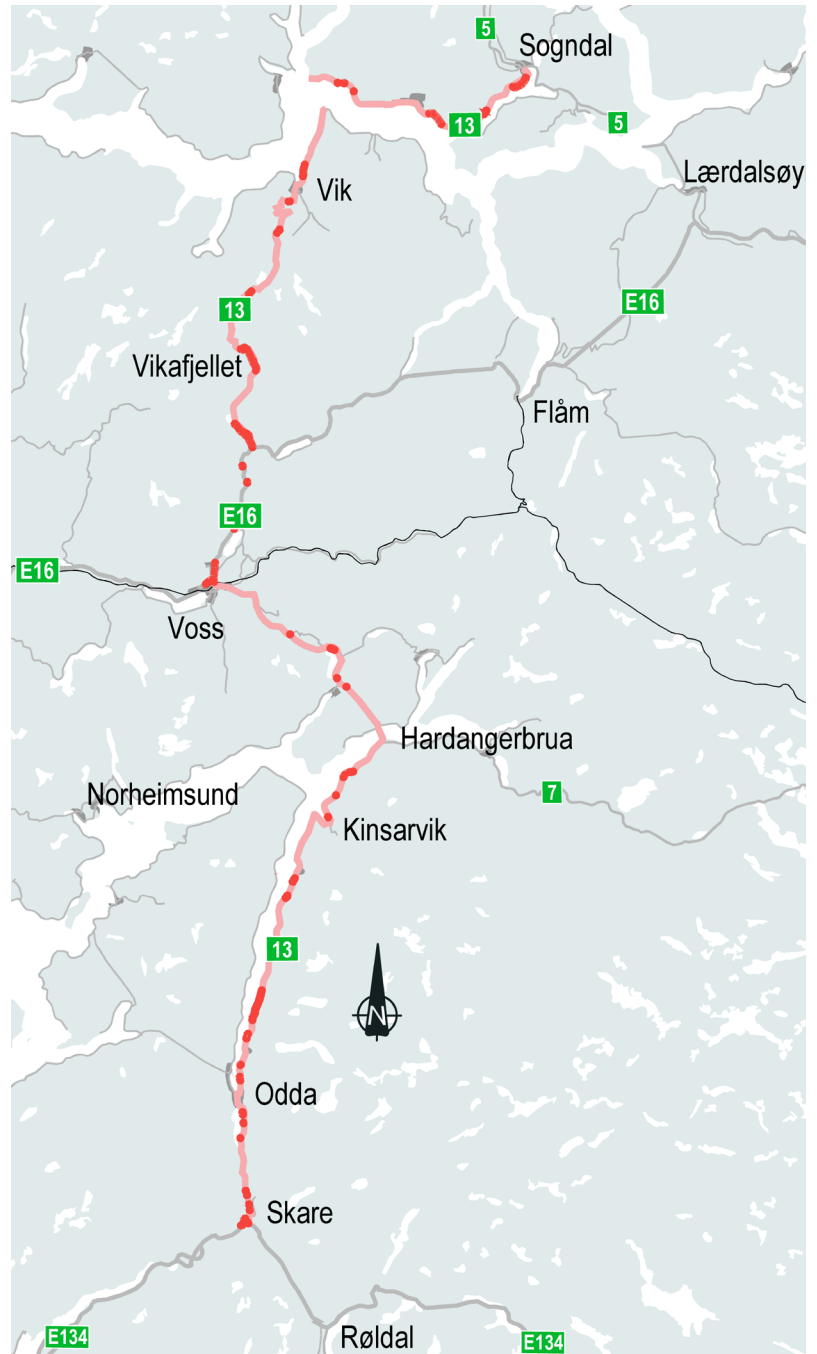 5
Sogndal
13
5
Lærdalsøy
Vik
E16
13
Vikafjellet
Flåm
E16
E16
Voss
Hardangerbrua
Norheimsund
7
Kinsarvik
13
N
Odda
Skare
E134
Røldal
E134